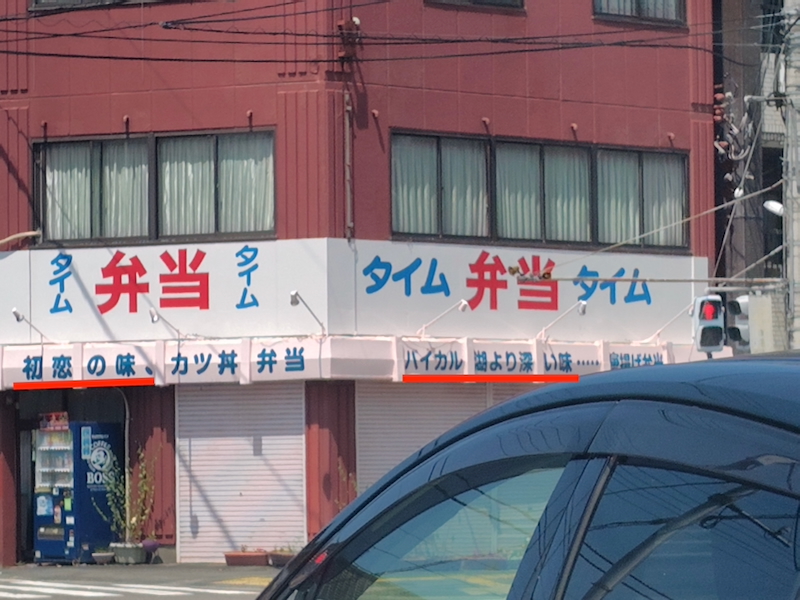 タイム 弁当 タイム
タイム 弁当 タイム
初恋の味、カツ丼 弁当
バイカル 湖より深い味…… 唐揚げ弁当
COFFEE
BOSS